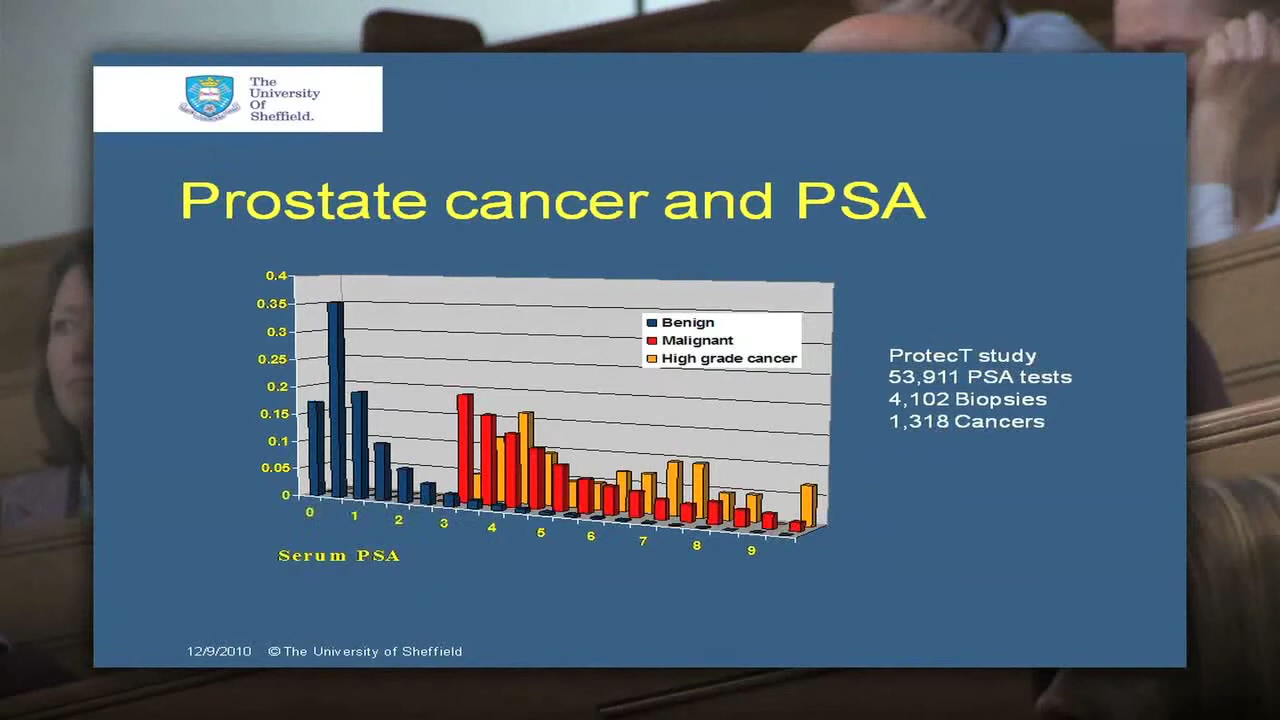 The
University
Of
Sheffield.
Prostate cancer and PSA
0.4
0.35
0.3
0.25
0.2
0.15
0.1
0.05
0
0 1 2 3 4 5 6 7 8 9
Serum PSA
Benign
Malignant
High grade cancer
ProtecT study
53,911 PSA tests
4,102 Biopsies
1,318 Cancers
12/9/2010 © The University of Sheffield